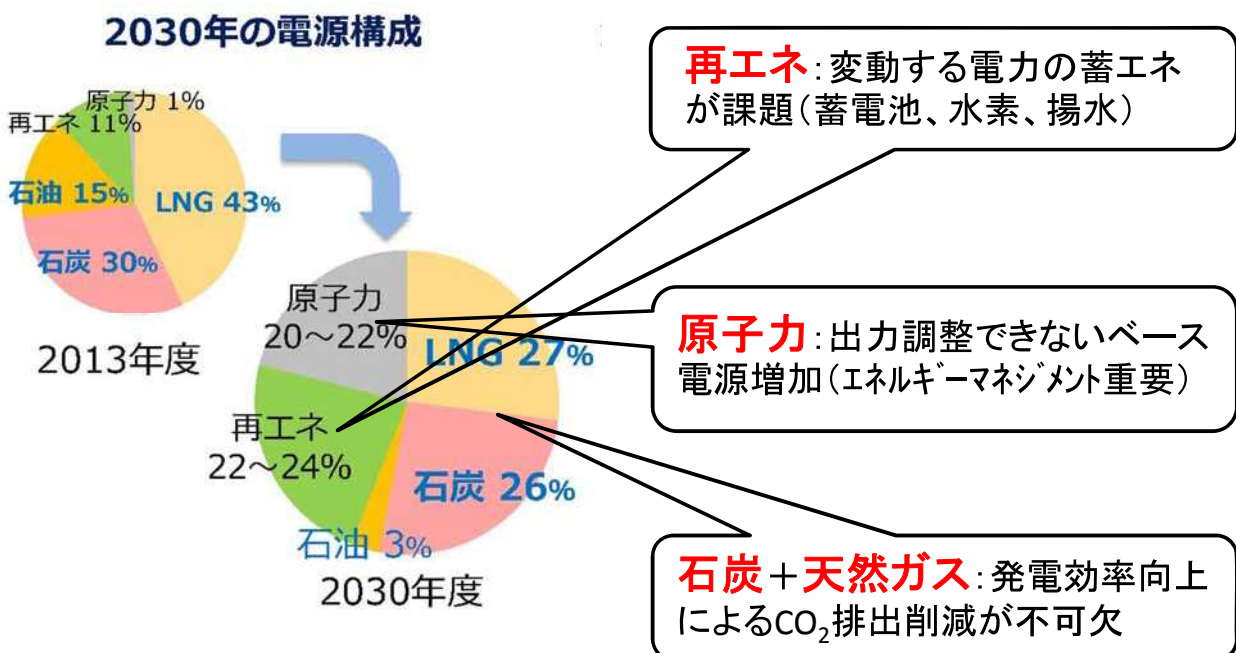 2030年の電源構成
原子力 1%
再エネ 11%
石油 15%
LNG 43%
石炭 30%
2013年度
原子力
20～22%
LNG 27%
再エネ
22～24%
石炭 26%
石油 3%
2030年度
再エネ：変動する電力の蓄エネ
が課題（蓄電池、水素、揚水）
原子力：出力調整できないベース
電源増加（ｴﾈﾙｷﾞｰﾏﾈｼﾞﾒﾝﾄ重要）
石炭＋天然ガス：発電効率向上
によるCO₂排出削減が不可欠